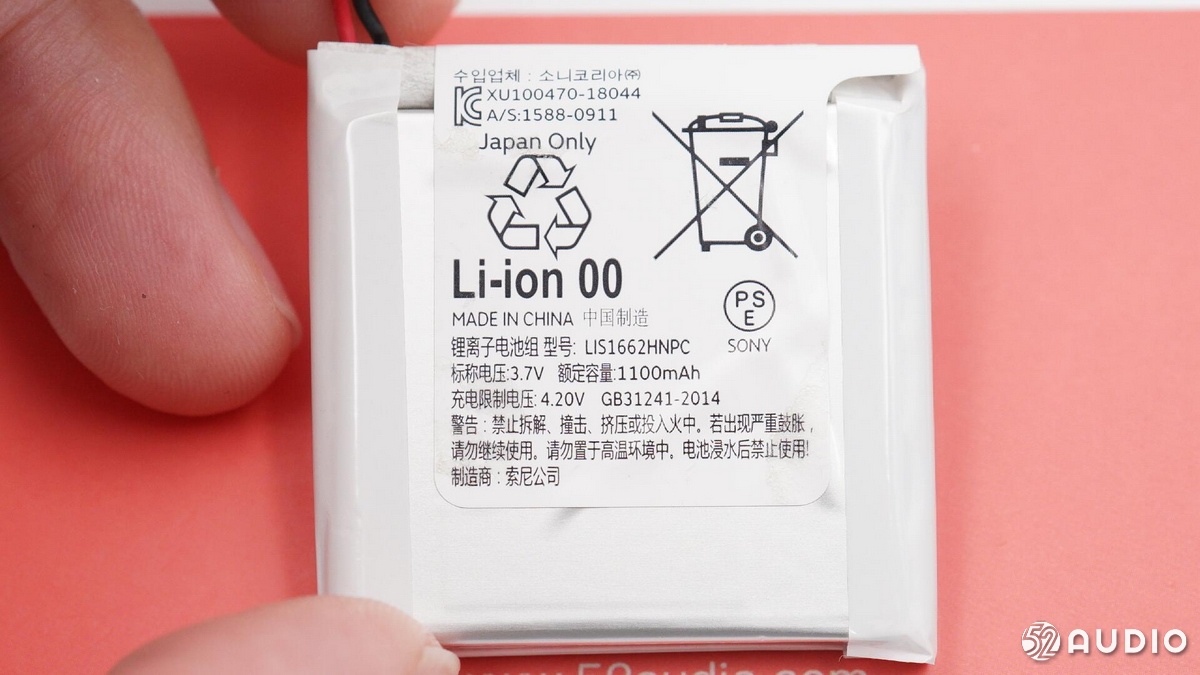 수입업체 : 소니코리아㈜
XU100470-18044
A/S:1588-0911
Japan Only
Li-ion 00
MADE IN CHINA 中国制造
PSE
SONY
锂离子电池组 型号: LIS1662HNPC
标称电压:3.7V 额定容量:1100mAh
充电限制电压: 4.20V GB31241-2014
警告：禁止拆解、撞击、挤压或投入火中。若出现严重鼓胀，
请勿继续使用。请勿置于高温环境中。电池浸水后禁止使用!
制造商：索尼公司
52 AUDIO
www.52audio.com